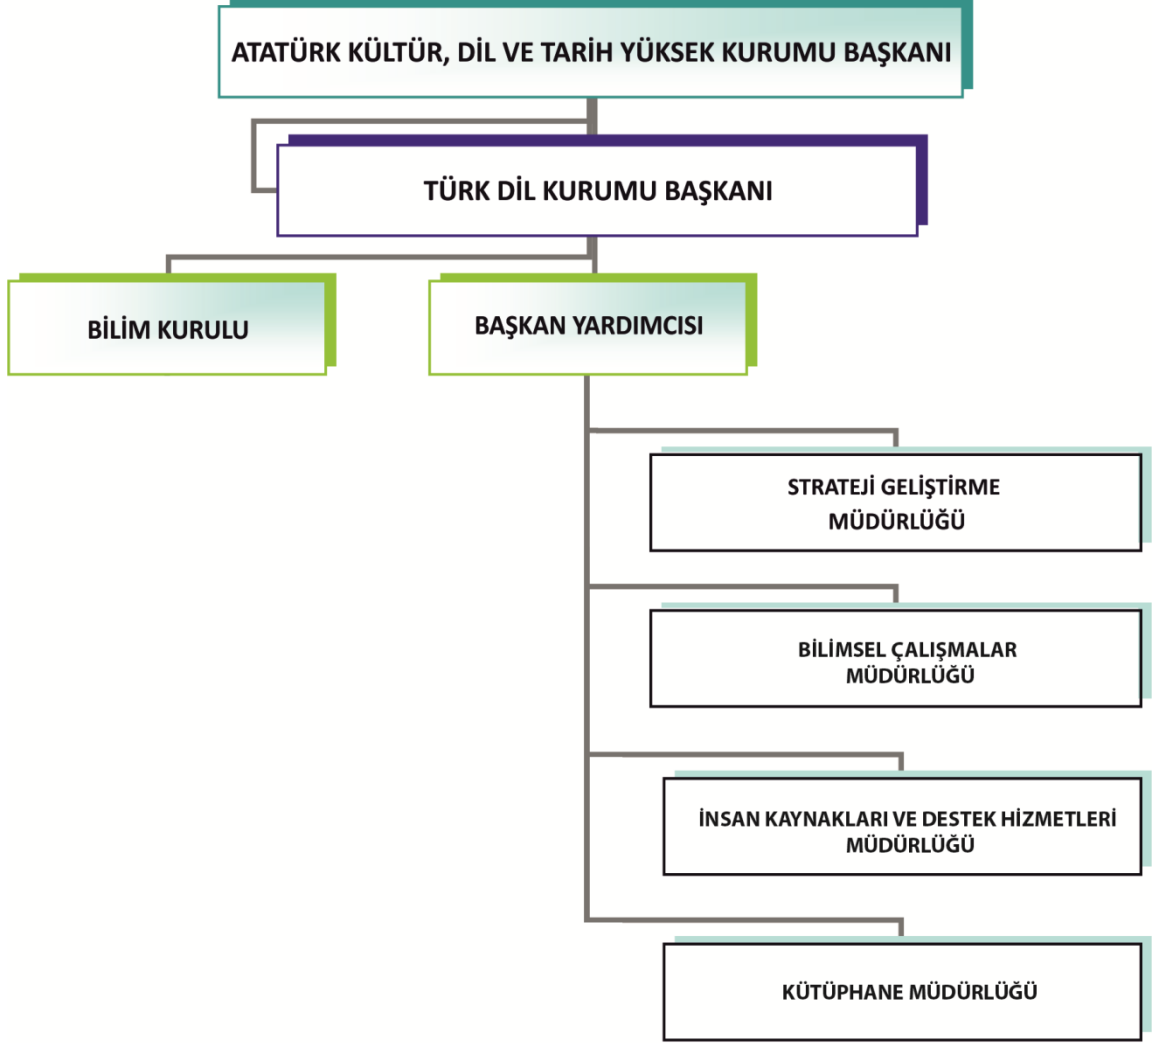 ATATÜRK KÜLTÜR, DİL VE TARİH YÜKSEK KURUMU BAŞKANI
TÜRK DİL KURUMU BAŞKANI
BİLİM KURULU
BAŞKAN YARDIMCISI
STRATEJİ GELİŞTİRME
MÜDÜRLÜĞÜ
BİLİMSEL ÇALIŞMALAR
MÜDÜRLÜĞÜ
İNSAN KAYNAKLARI VE DESTEK HİZMETLERİ
MÜDÜRLÜĞÜ
KÜTÜPHANE MÜDÜRLÜĞÜ